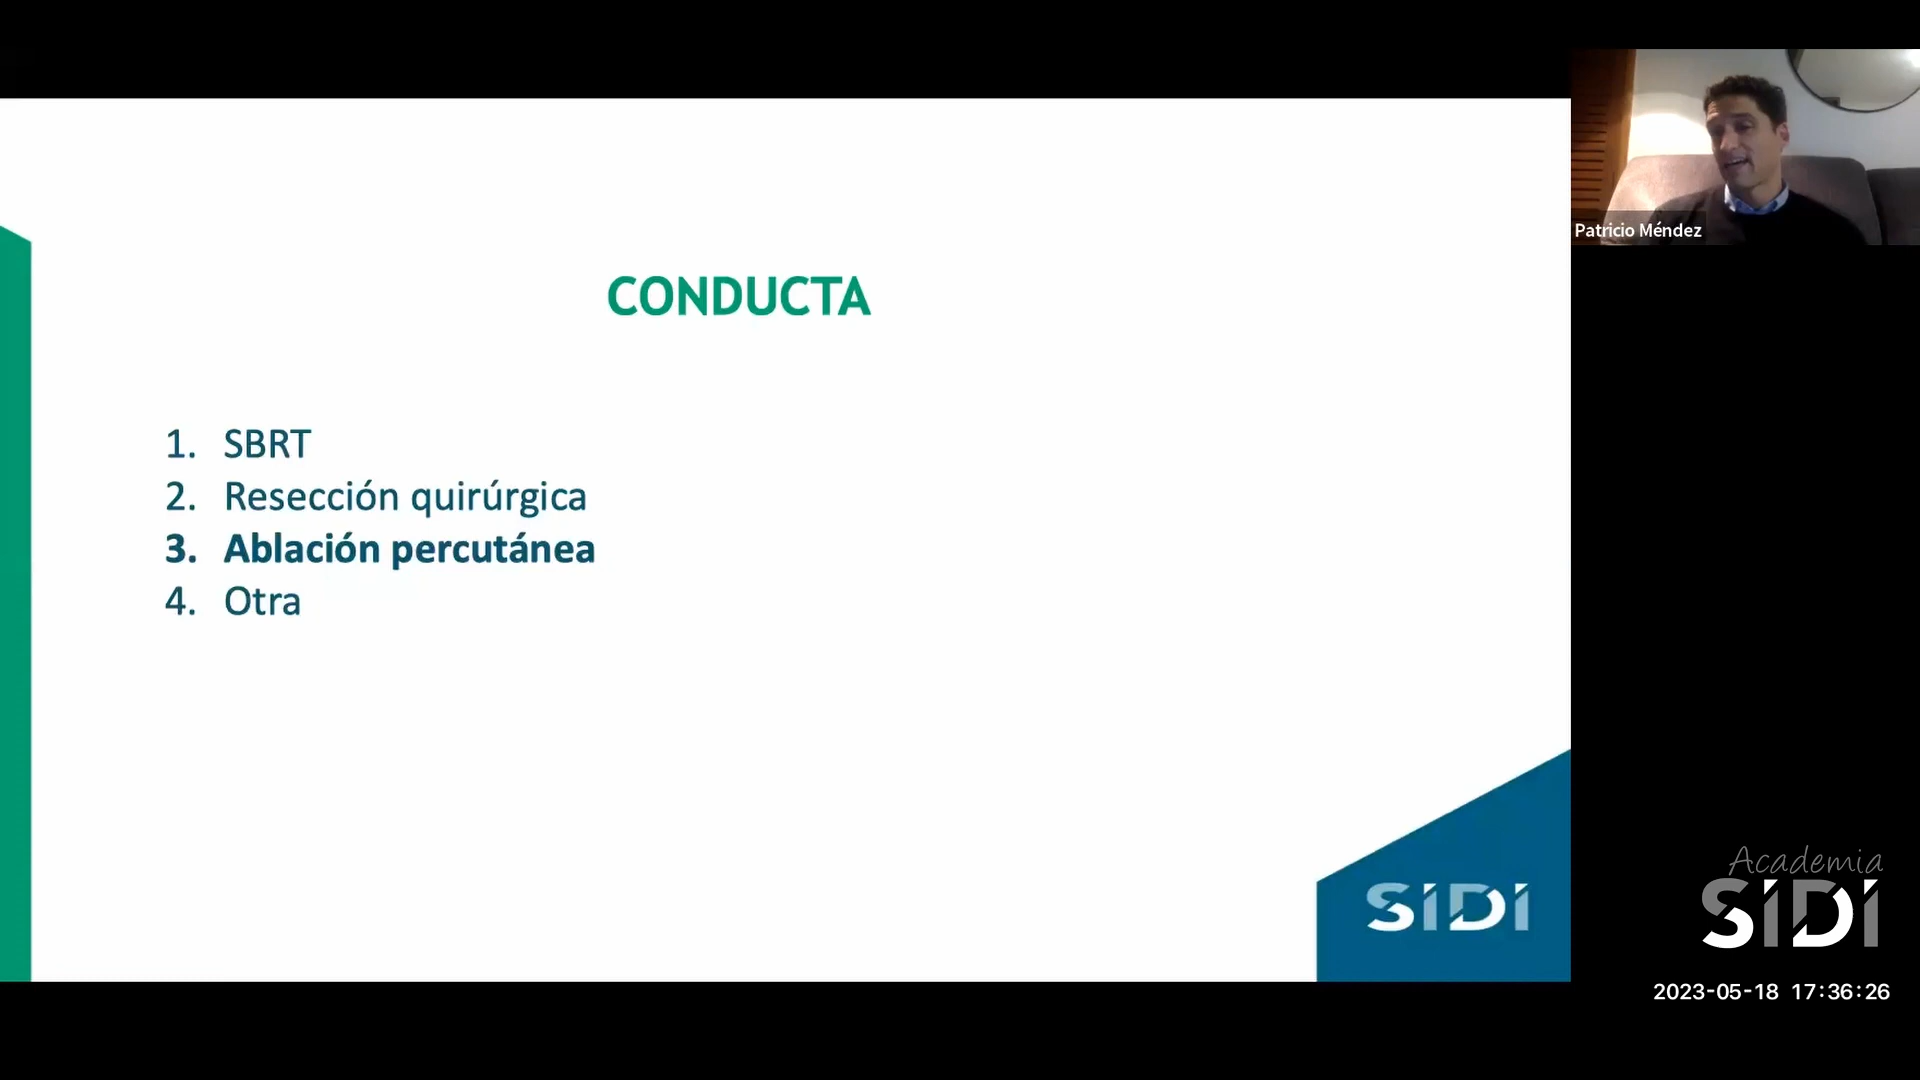 Patricio Méndez
CONDUCTA
1. SBRT
2. Resección quirúrgica
3. Ablación percutánea
4. Otra
SiDi
Academia
SiDi
2023-05-18 17:36:26